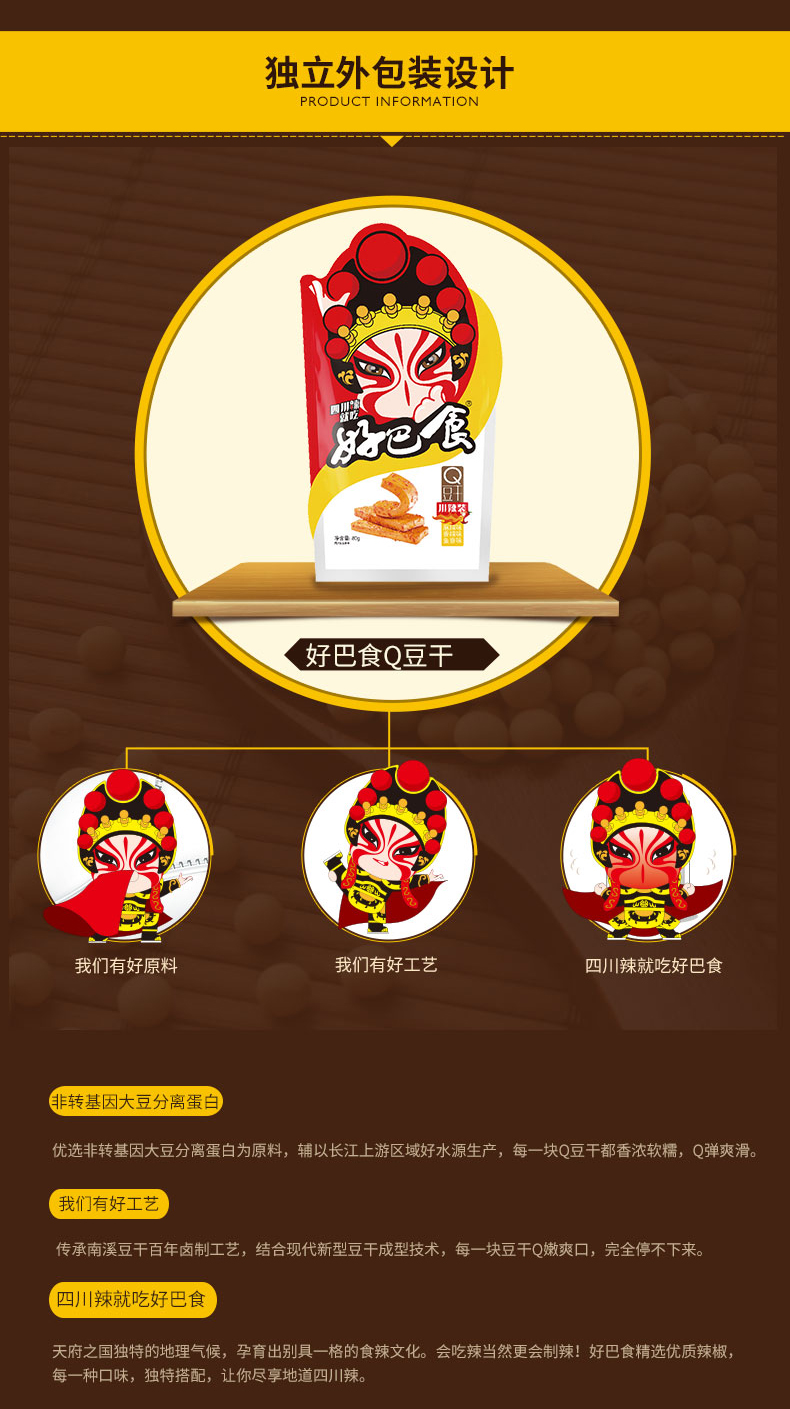 独立外包装设计
PRODUCT INFORMATION
四川辣
就吃
好巴食
®
Q
豆干
川辣装
净含量: 80g
好巴食Q豆干
我们有好原料
我们有好工艺
四川辣就吃好巴食
非转基因大豆分离蛋白
优选非转基因大豆分离蛋白为原料，辅以长江上游区域好水源生产，每一块Q豆干都香浓软糯，Q弹爽滑。
我们有好工艺
传承南溪豆干百年卤制工艺，结合现代新型豆干成型技术，每一块豆干Q嫩爽口，完全停不下来。
四川辣就吃好巴食
天府之国独特的地理气候，孕育出别具一格的食辣文化。会吃辣当然更会制辣！好巴食精选优质辣椒，
每一种口味，独特搭配，让你尽享地道四川辣。